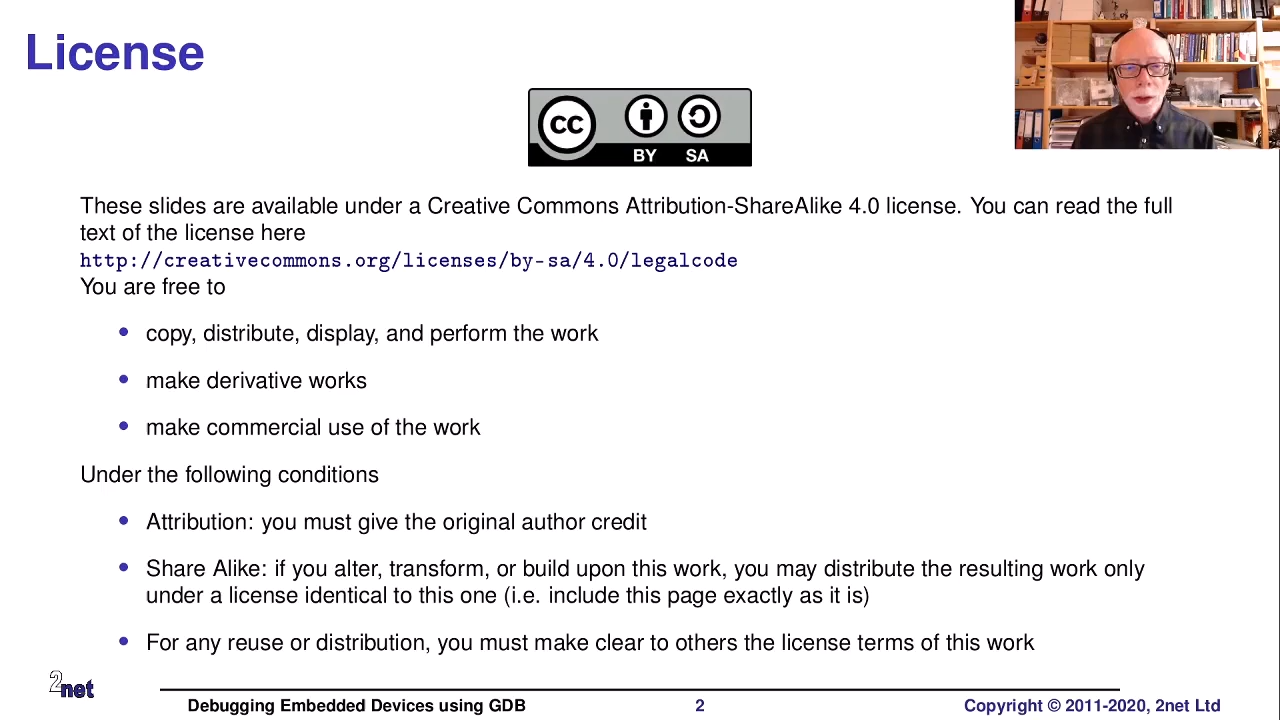 License
CC
BY SA
These slides are available under a Creative Commons Attribution-ShareAlike 4.0 license. You can read the full
text of the license here
http://creativecommons.org/licenses/by-sa/4.0/legalcode
You are free to
• copy, distribute, display, and perform the work
• make derivative works
• make commercial use of the work
Under the following conditions
• Attribution: you must give the original author credit
• Share Alike: if you alter, transform, or build upon this work, you may distribute the resulting work only
under a license identical to this one (i.e. include this page exactly as it is)
• For any reuse or distribution, you must make clear to others the license terms of this work
2net
Debugging Embedded Devices using GDB 2 Copyright © 2011-2020, 2net Ltd